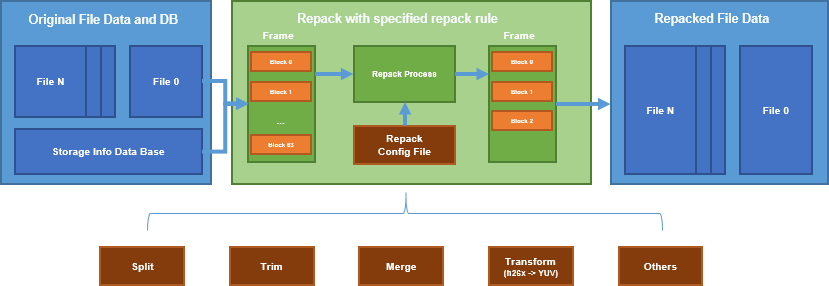 Original File Data and DB
File N
File 0
Storage Info Data Base
Repack with specified repack rule
Frame
Block 0
Block 1
...
Block 63
Repack Process
Repack
Config File
Frame
Block 0
Block 1
Block 2
Repacked File Data
File N
File 0
Split
Trim
Merge
Transform
(h26x -> YUV)
Others